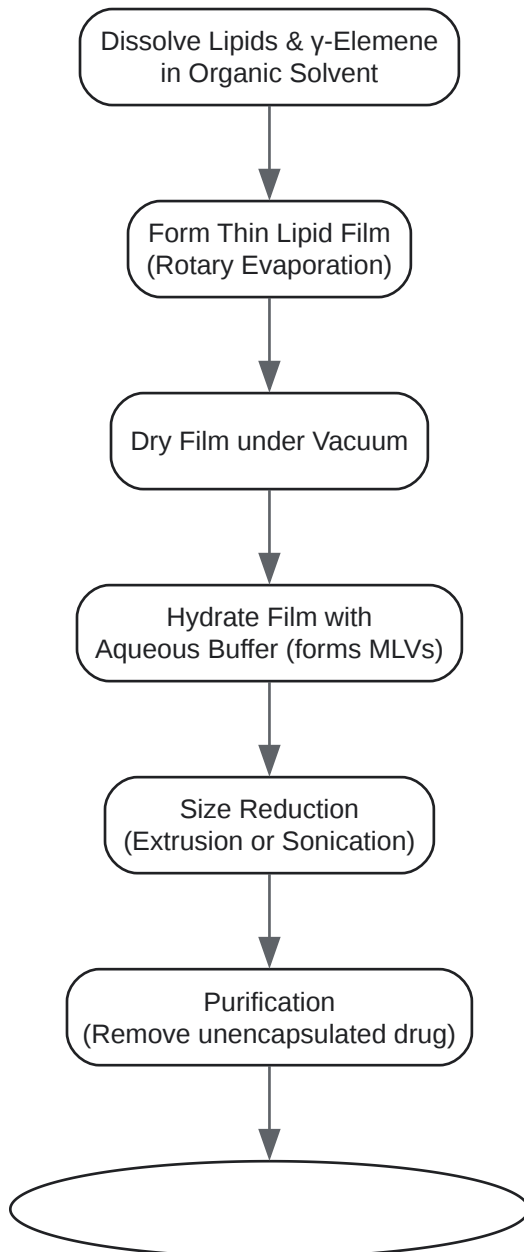 Dissolve Lipids & γ-Elemene
in Organic Solvent
Form Thin Lipid Film
(Rotary Evaporation)
Dry Film under Vacuum
Hydrate Film with
Aqueous Buffer (forms MLVs)
Size Reduction
(Extrusion or Sonication)
Purification
(Remove unencapsulated drug)